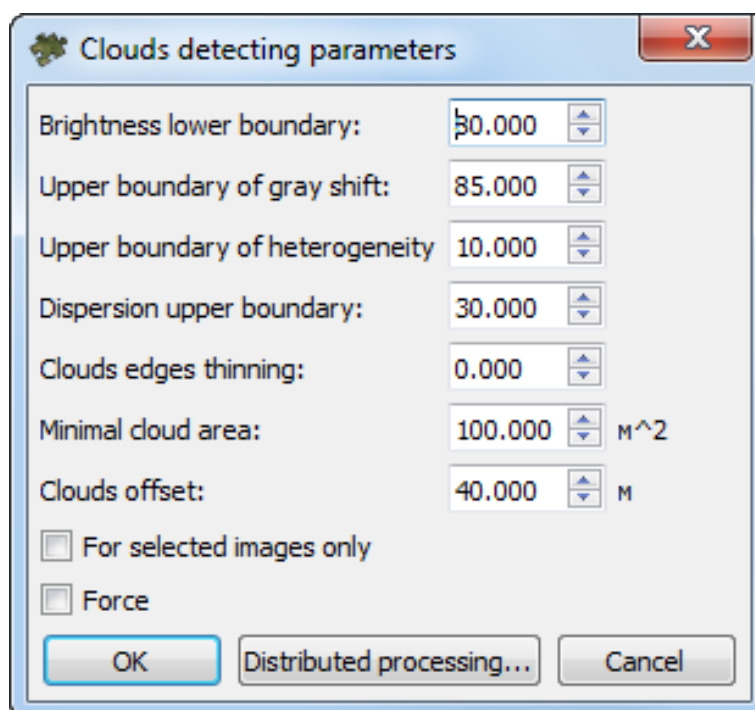 Clouds detecting parameters
Brightness lower boundary: 80.000
Upper boundary of gray shift: 85.000
Upper boundary of heterogeneity 10.000
Dispersion upper boundary: 30.000
Clouds edges thinning: 0.000
Minimal cloud area: 100.000 м^2
Clouds offset: 40.000 м
For selected images only
Force
OK Distributed processing... Cancel